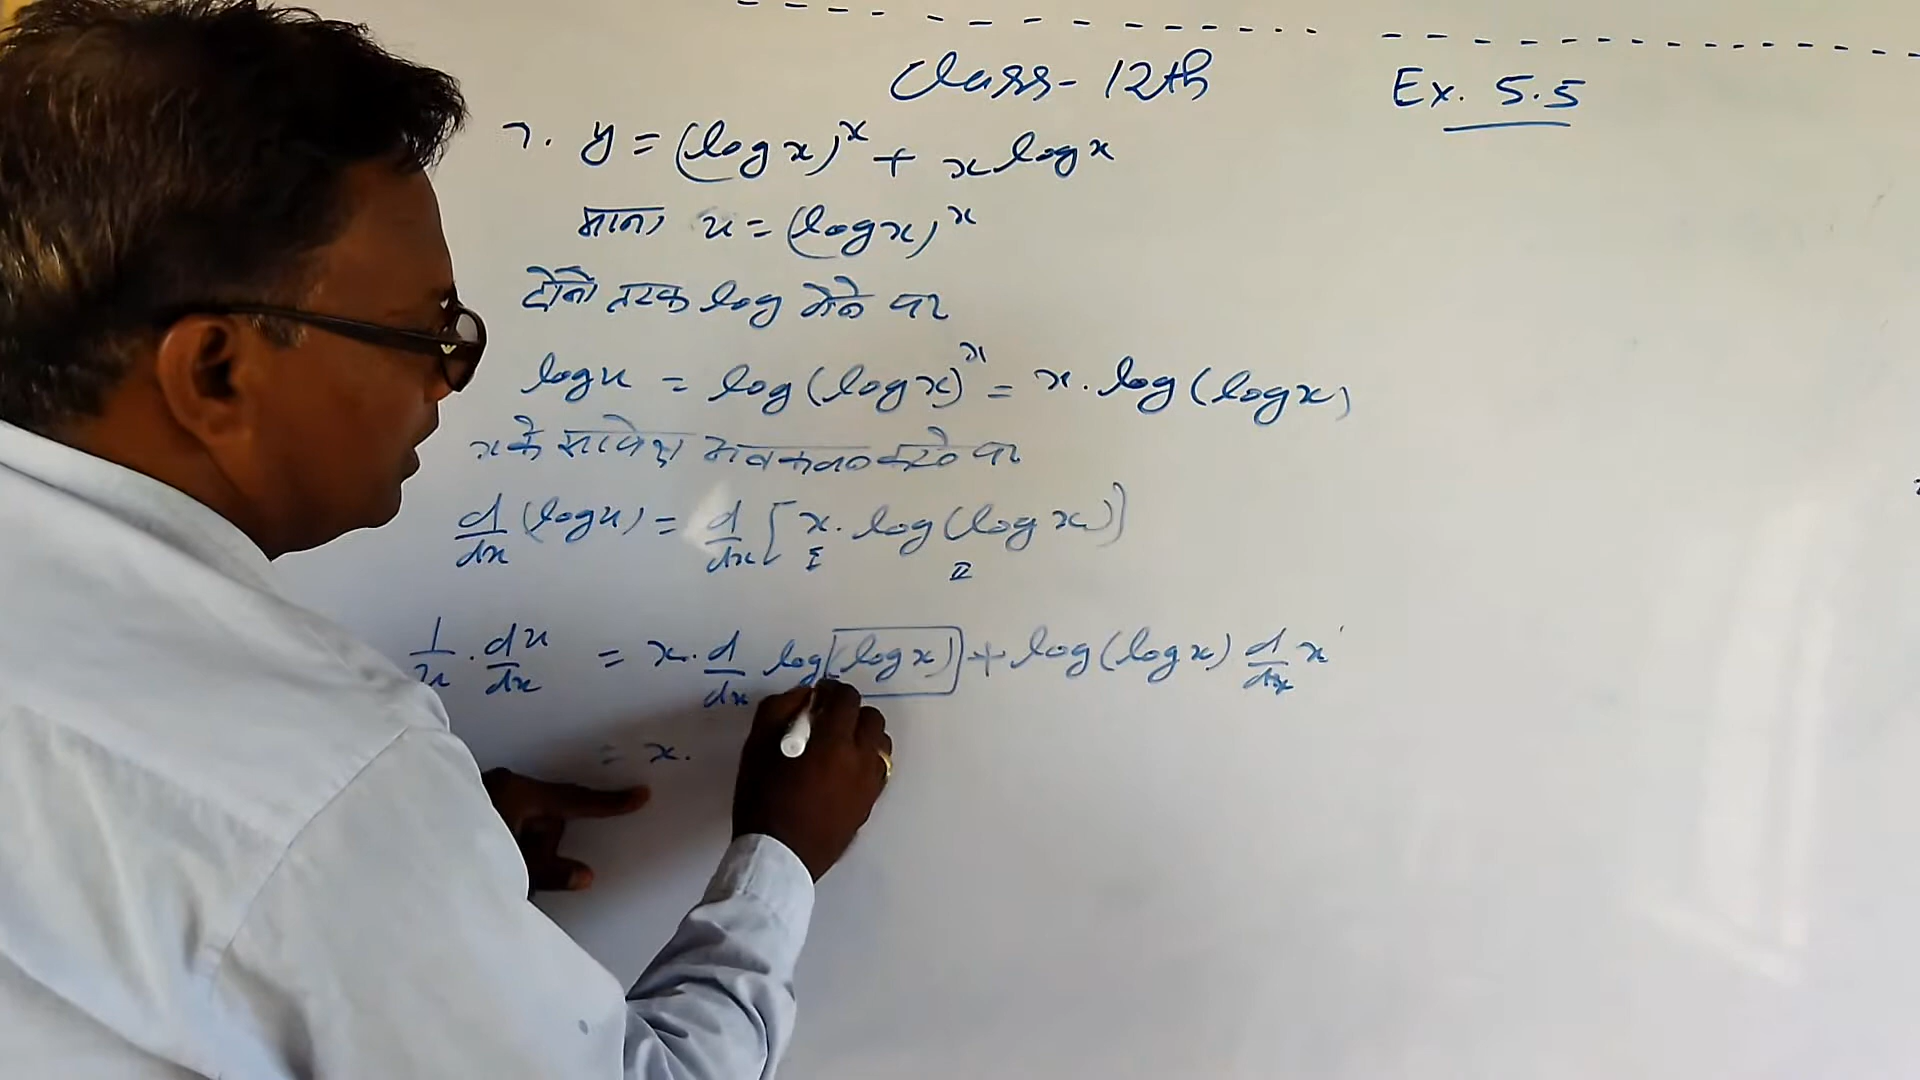 Class- 12th
Ex. 5.5
7. y = (log x)^x + x log x
माना u = (log x)^x
दोनों तरफ log लेने पर
log u = log (log x)^x = x. log (log x)
x के सापेक्ष अवकलन करने पर
d/dx (log u) = d/dx [x. log (log x)]
I II
1/u . du/dx = x. d/dx log (log x) + log (log x) d/dx x
= x.